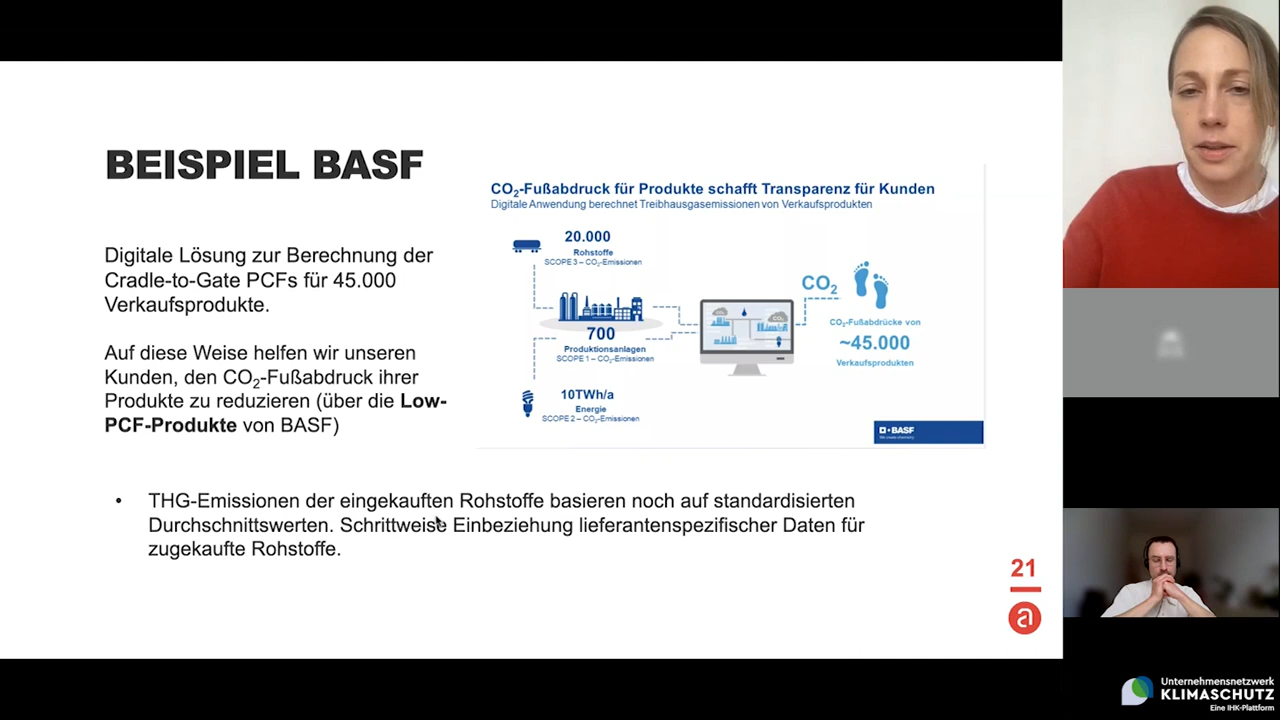 BEISPIEL BASF
Digitale Lösung zur Berechnung der
Cradle-to-Gate PCFs für 45.000
Verkaufsprodukte.
Auf diese Weise helfen wir unseren
Kunden, den CO₂-Fußabdruck ihrer
Produkte zu reduzieren (über die Low-
PCF-Produkte von BASF)
CO₂-Fußabdruck für Produkte schafft Transparenz für Kunden
Digitale Anwendung berechnet Treibhausgasemissionen von Verkaufsprodukten
20.000
Rohstoffe
SCOPE 3 – CO₂-Emissionen
700
Produktionsanlagen
SCOPE 1 – CO₂-Emissionen
10TWh/a
Energie
SCOPE 2 – CO₂-Emissionen
CO₂
CO₂-Fußabdrücke von
~45.000
Verkaufsprodukten
BASF
We create chemistry
• THG-Emissionen der eingekauften Rohstoffe basieren noch auf standardisierten
Durchschnittswerten. Schrittweise Einbeziehung lieferantenspezifischer Daten für
zugekaufte Rohstoffe.
21
a
Unternehmensnetzwerk
KLIMASCHUTZ
Eine IHK-Plattform